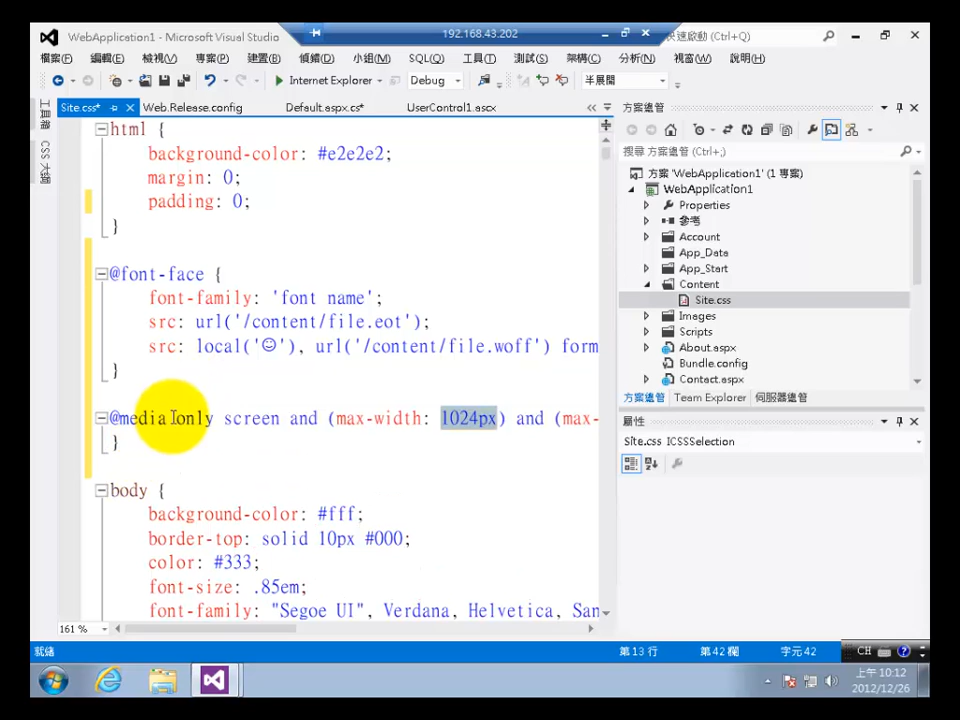 WebApplication1 - Microsoft Visual Studio
192.168.43.202
快速啟動 (Ctrl+Q)
檔案(F) 編輯(E) 檢視(V) 專案(P) 建置(B) 偵錯(D) 小組(M) SQL(Q) 工具(T) 測試(S) 架構(C) 分析(N) 視窗(W) 說明(H)
Internet Explorer Debug 半展開
Site.css* Web.Release.config Default.aspx.cs* UserControl1.ascx
工具箱
CSS 大綱
html {
background-color: #e2e2e2;
margin: 0;
padding: 0;
}
@font-face {
font-family: 'font name';
src: url('/content/file.eot');
src: local('☺'), url('/content/file.woff') form
}
@media only screen and (max-width: 1024px) and (max-
}
body {
background-color: #fff;
border-top: solid 10px #000;
color: #333;
font-size: .85em;
font-family: "Segoe UI", Verdana, Helvetica, San
161 %
方案總管
搜尋 方案總管 (Ctrl+;)
方案 'WebApplication1' (1 專案)
WebApplication1
Properties
參考
Account
App_Data
App_Start
Content
Site.css
Images
Scripts
About.aspx
Bundle.config
Contact.aspx
方案總管 Team Explorer 伺服器總管
屬性
Site.css ICSSSelection
就緒
第 13 行 第 42 欄 字元 42
CH
上午 10:12
2012/12/26